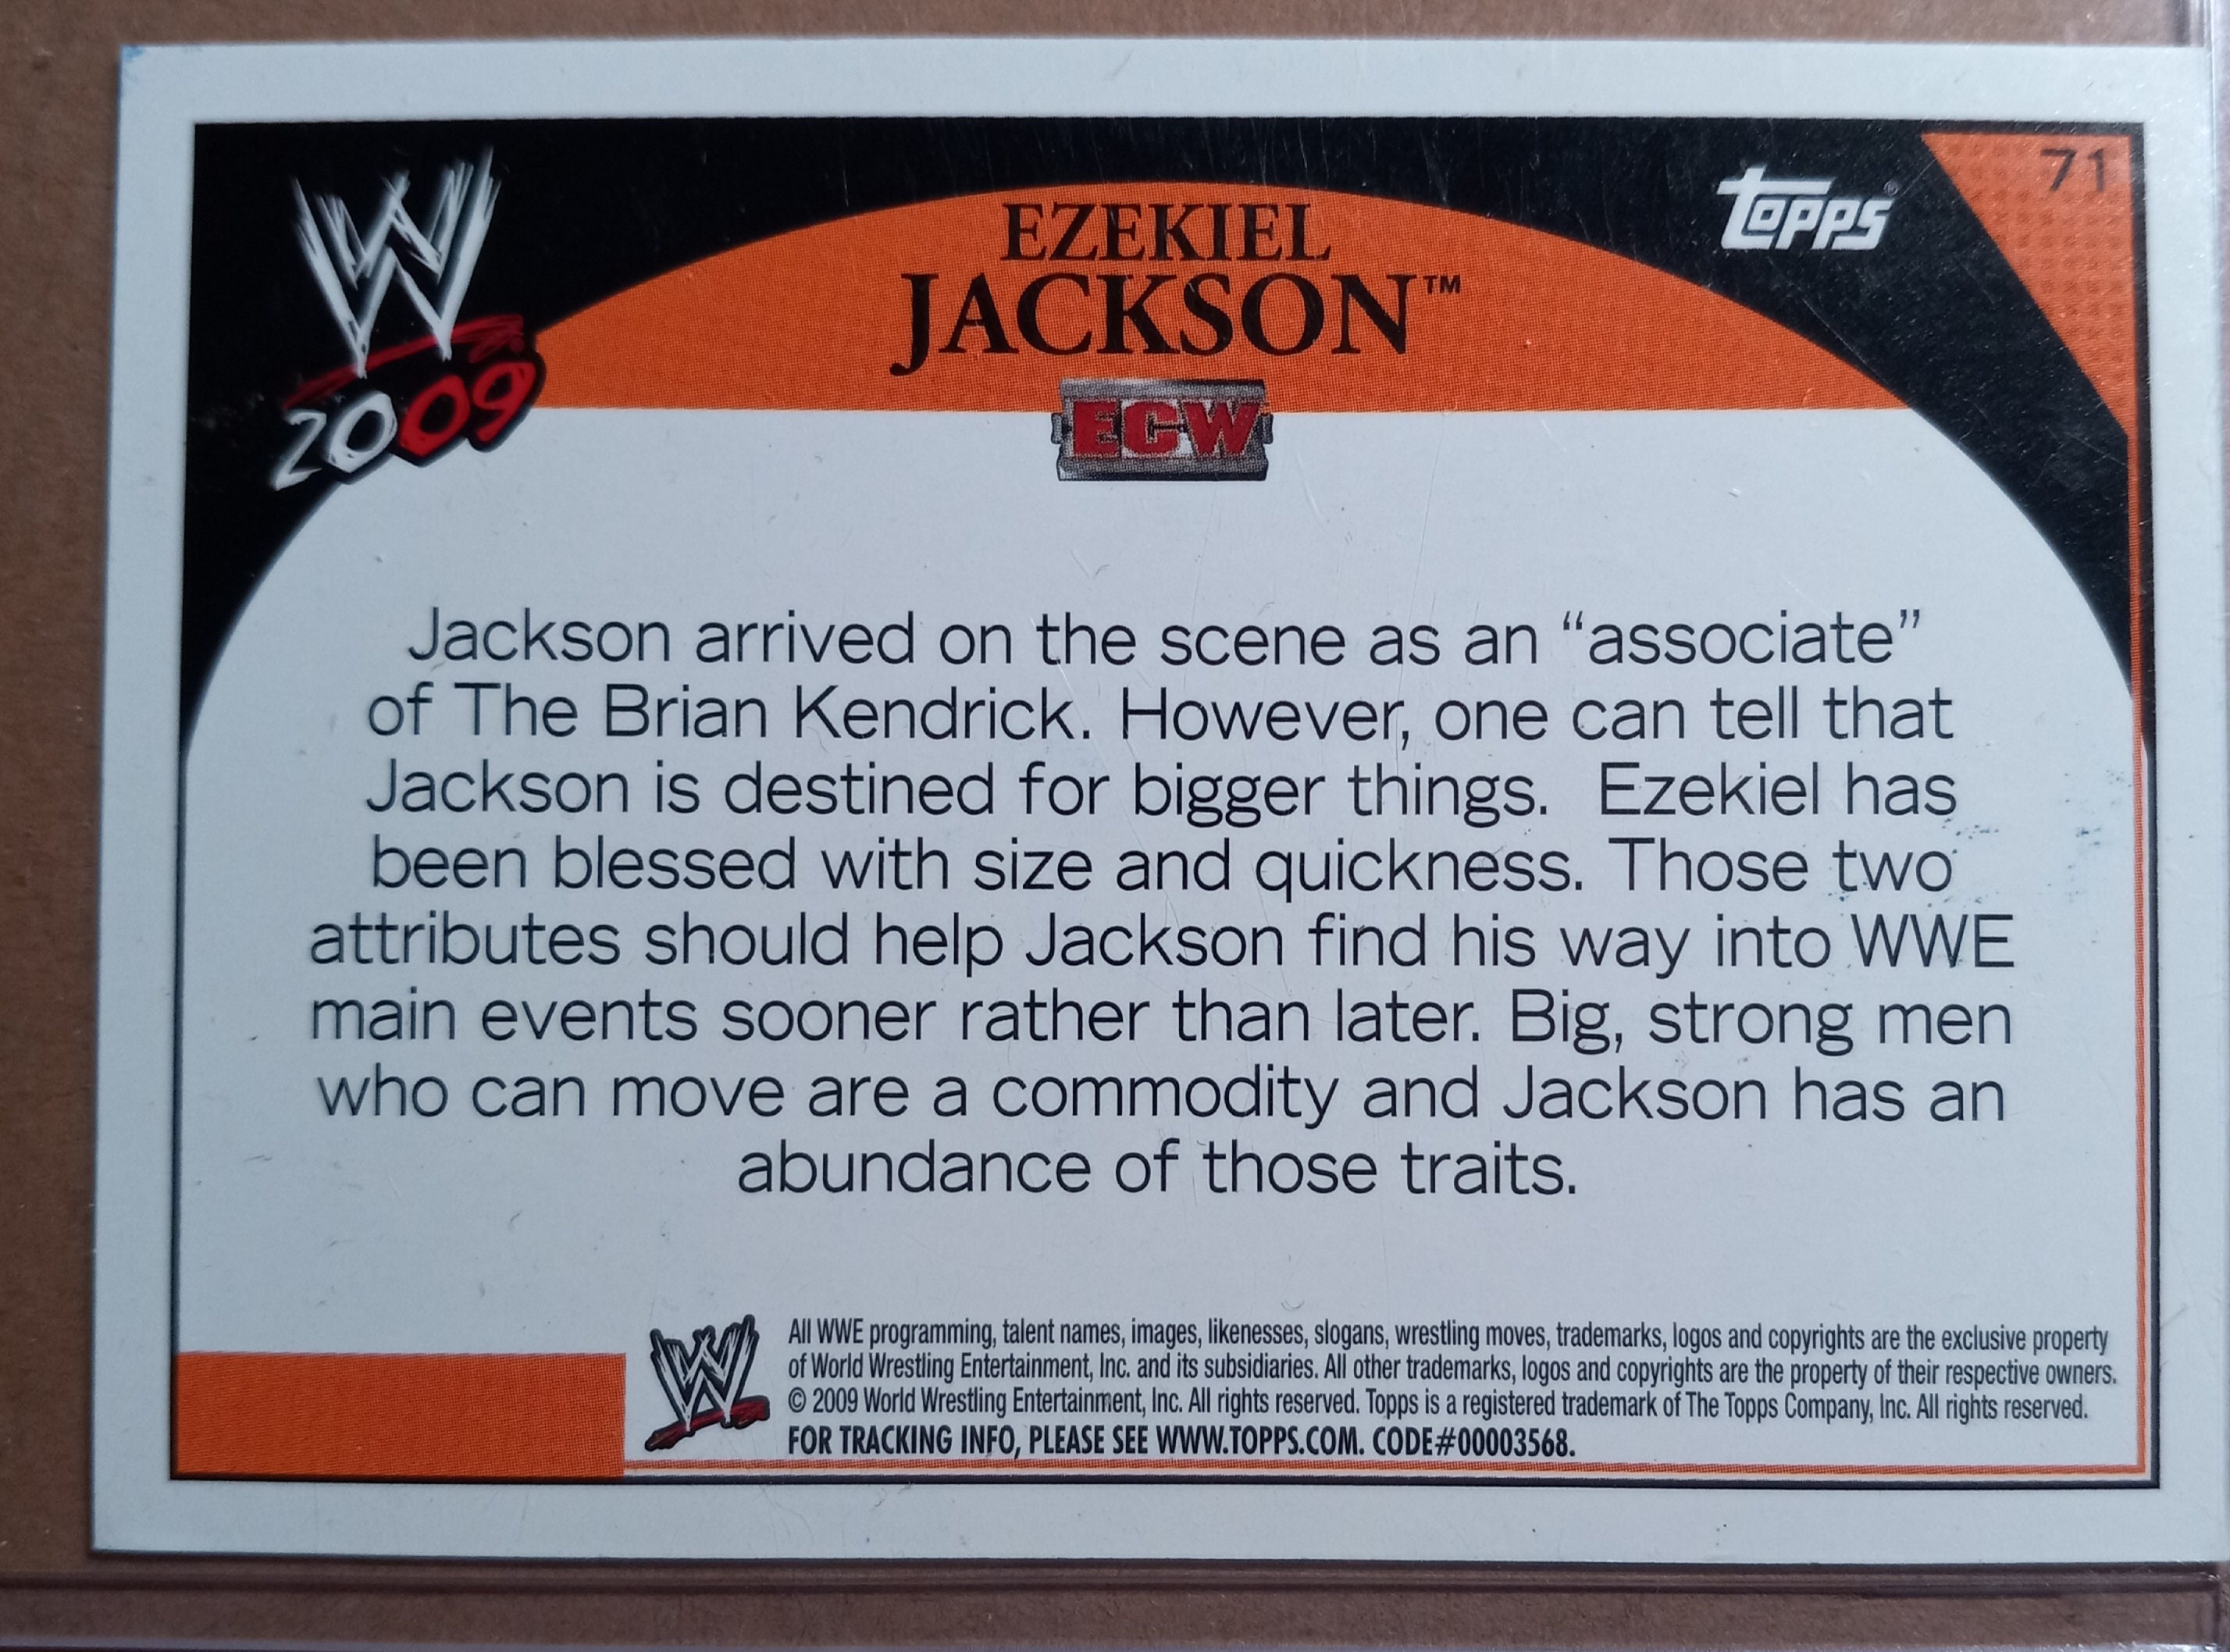 W
2009
EZEKIEL
JACKSON™
ECW
Topps®
71
Jackson arrived on the scene as an “associate”
of The Brian Kendrick. However, one can tell that
Jackson is destined for bigger things.  Ezekiel has
been blessed with size and quickness. Those two
attributes should help Jackson find his way into WWE
main events sooner rather than later. Big, strong men
who can move are a commodity and Jackson has an
abundance of those traits.
W
All WWE programming, talent names, images, likenesses, slogans, wrestling moves, trademarks, logos and copyrights are the exclusive property
of World Wrestling Entertainment, Inc. and its subsidiaries. All other trademarks, logos and copyrights are the property of their respective owners.
© 2009 World Wrestling Entertainment, Inc. All rights reserved. Topps is a registered trademark of The Topps Company, Inc. All rights reserved.
FOR TRACKING INFO, PLEASE SEE WWW.TOPPS.COM. CODE#00003568.